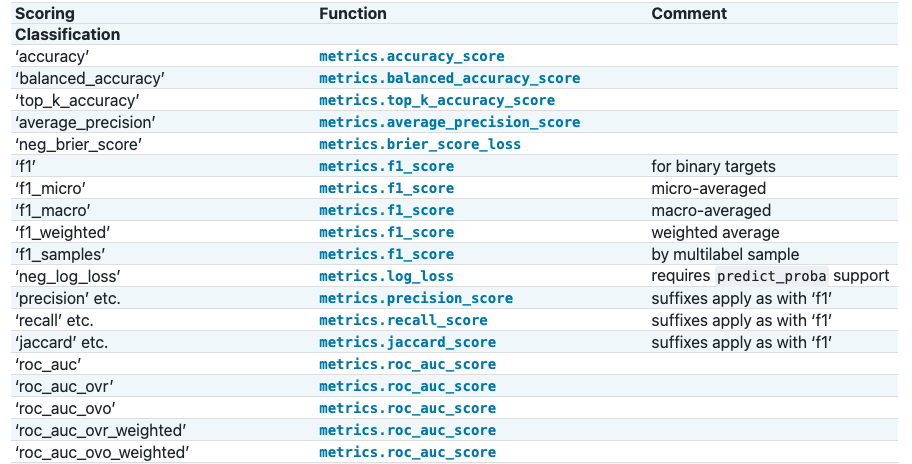 Scoring Function Comment
Classification
‘accuracy’ metrics.accuracy_score
‘balanced_accuracy’ metrics.balanced_accuracy_score
‘top_k_accuracy’ metrics.top_k_accuracy_score
‘average_precision’ metrics.average_precision_score
‘neg_brier_score’ metrics.brier_score_loss
‘f1’ metrics.f1_score for binary targets
‘f1_micro’ metrics.f1_score micro-averaged
‘f1_macro’ metrics.f1_score macro-averaged
‘f1_weighted’ metrics.f1_score weighted average
‘f1_samples’ metrics.f1_score by multilabel sample
‘neg_log_loss’ metrics.log_loss requires predict_proba support
‘precision’ etc. metrics.precision_score suffixes apply as with ‘f1’
‘recall’ etc. metrics.recall_score suffixes apply as with ‘f1’
‘jaccard’ etc. metrics.jaccard_score suffixes apply as with ‘f1’
‘roc_auc’ metrics.roc_auc_score
‘roc_auc_ovr’ metrics.roc_auc_score
‘roc_auc_ovo’ metrics.roc_auc_score
‘roc_auc_ovr_weighted’ metrics.roc_auc_score
‘roc_auc_ovo_weighted’ metrics.roc_auc_score